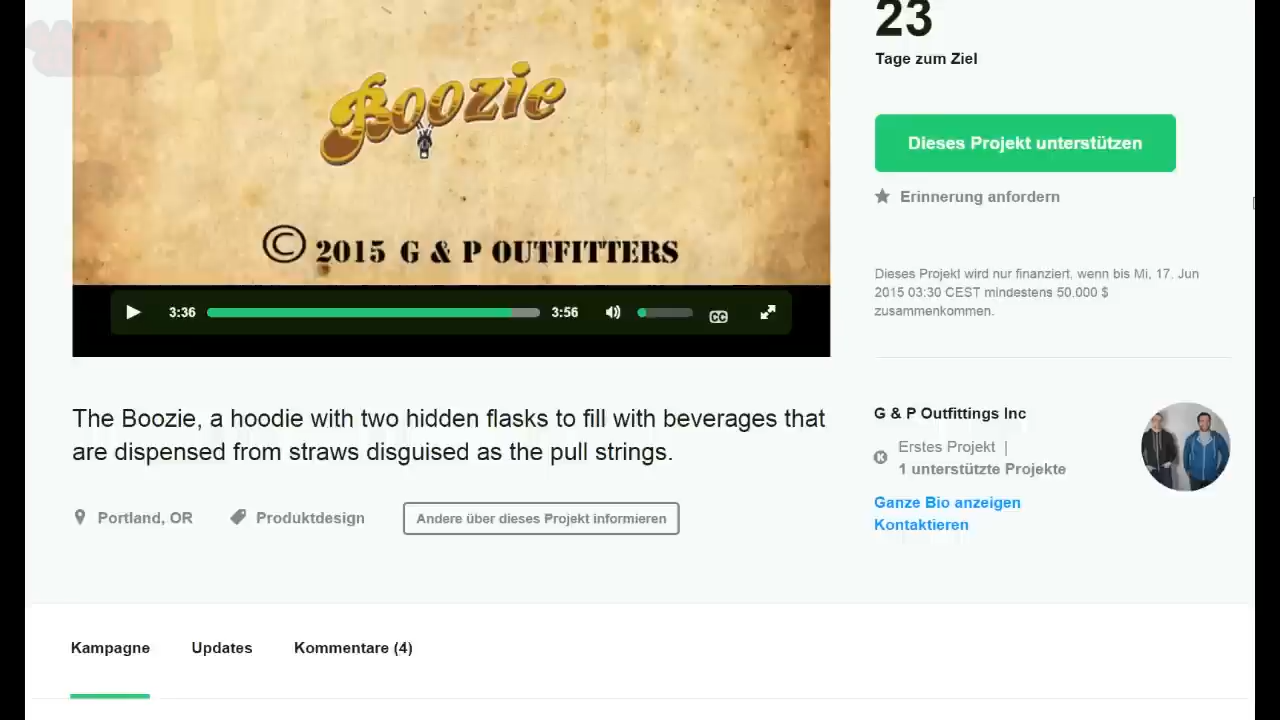 23
Tage zum Ziel
Boozie
© 2015 G & P OUTFITTERS
Dieses Projekt unterstützen
Erinnerung anfordern
Dieses Projekt wird nur finanziert, wenn bis Mi, 17. Jun
2015 03:30 CEST mindestens 50.000 $
zusammenkommen.
3:36
3:56
CC
The Boozie, a hoodie with two hidden flasks to fill with beverages that
are dispensed from straws disguised as the pull strings.
Portland, OR
Produktdesign
Andere über dieses Projekt informieren
G & P Outfittings Inc
Erstes Projekt |
K
1 unterstützte Projekte
Ganze Bio anzeigen
Kontaktieren
Kampagne
Updates
Kommentare (4)